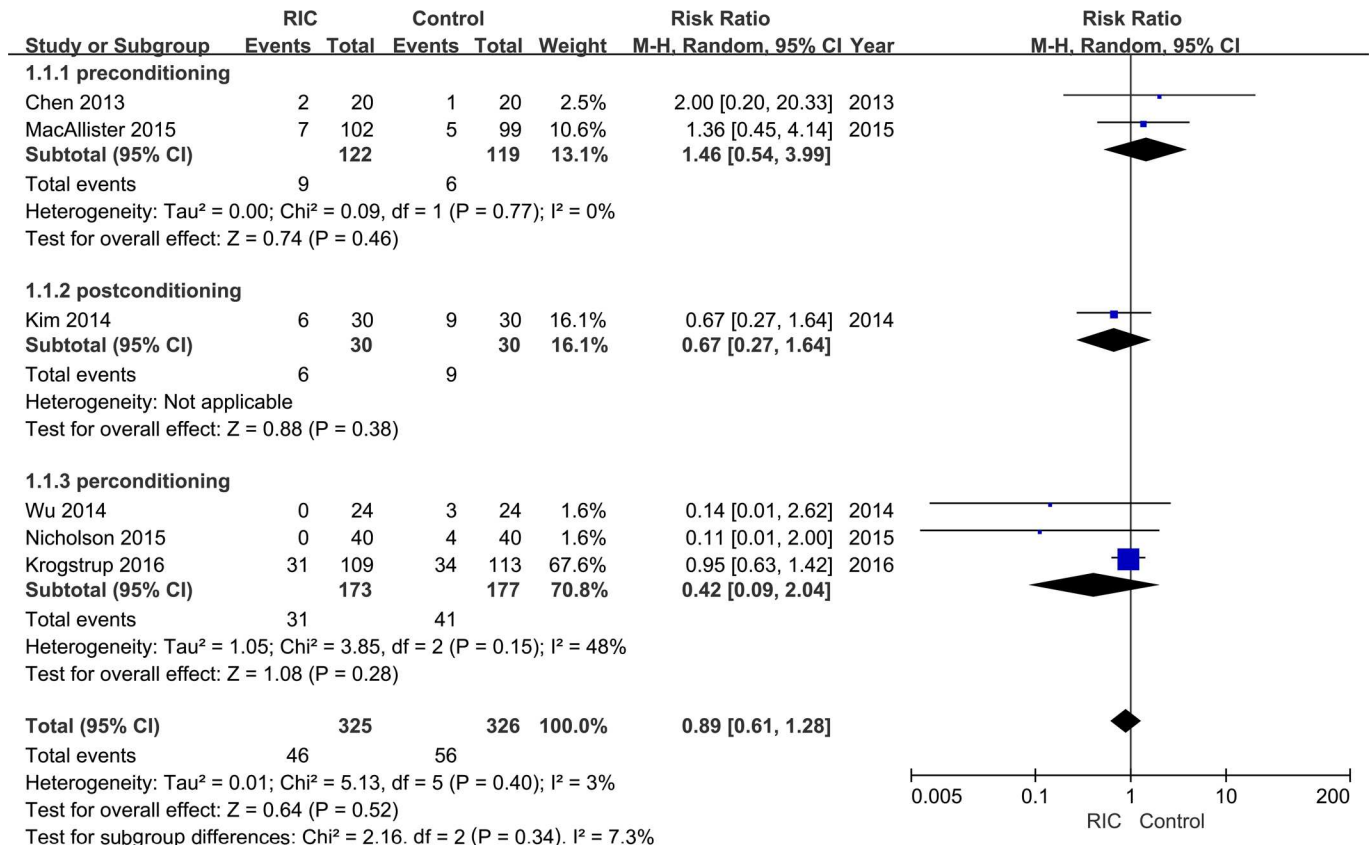 RIC Control Risk Ratio Risk Ratio
Study or Subgroup Events Total Events Total Weight M-H, Random, 95% CI Year M-H, Random, 95% CI
1.1.1 preconditioning
Chen 2013 2 20 1 20 2.5% 2.00 [0.20, 20.33] 2013
MacAllister 2015 7 102 5 99 10.6% 1.36 [0.45, 4.14] 2015
Subtotal (95% CI) 122 119 13.1% 1.46 [0.54, 3.99]
Total events 9 6
Heterogeneity: Tau² = 0.00; Chi² = 0.09, df = 1 (P = 0.77); I² = 0%
Test for overall effect: Z = 0.74 (P = 0.46)
1.1.2 postconditioning
Kim 2014 6 30 9 30 16.1% 0.67 [0.27, 1.64] 2014
Subtotal (95% CI) 30 30 16.1% 0.67 [0.27, 1.64]
Total events 6 9
Heterogeneity: Not applicable
Test for overall effect: Z = 0.88 (P = 0.38)
1.1.3 perconditioning
Wu 2014 0 24 3 24 1.6% 0.14 [0.01, 2.62] 2014
Nicholson 2015 0 40 4 40 1.6% 0.11 [0.01, 2.00] 2015
Krogstrup 2016 31 109 34 113 67.6% 0.95 [0.63, 1.42] 2016
Subtotal (95% CI) 173 177 70.8% 0.42 [0.09, 2.04]
Total events 31 41
Heterogeneity: Tau² = 1.05; Chi² = 3.85, df = 2 (P = 0.15); I² = 48%
Test for overall effect: Z = 1.08 (P = 0.28)
Total (95% CI) 325 326 100.0% 0.89 [0.61, 1.28]
Total events 46 56
Heterogeneity: Tau² = 0.01; Chi² = 5.13, df = 5 (P = 0.40); I² = 3%
Test for overall effect: Z = 0.64 (P = 0.52)
Test for subgroup differences: Chi² = 2.16. df = 2 (P = 0.34). I² = 7.3%
0.005 0.1 1 10 200
RIC Control